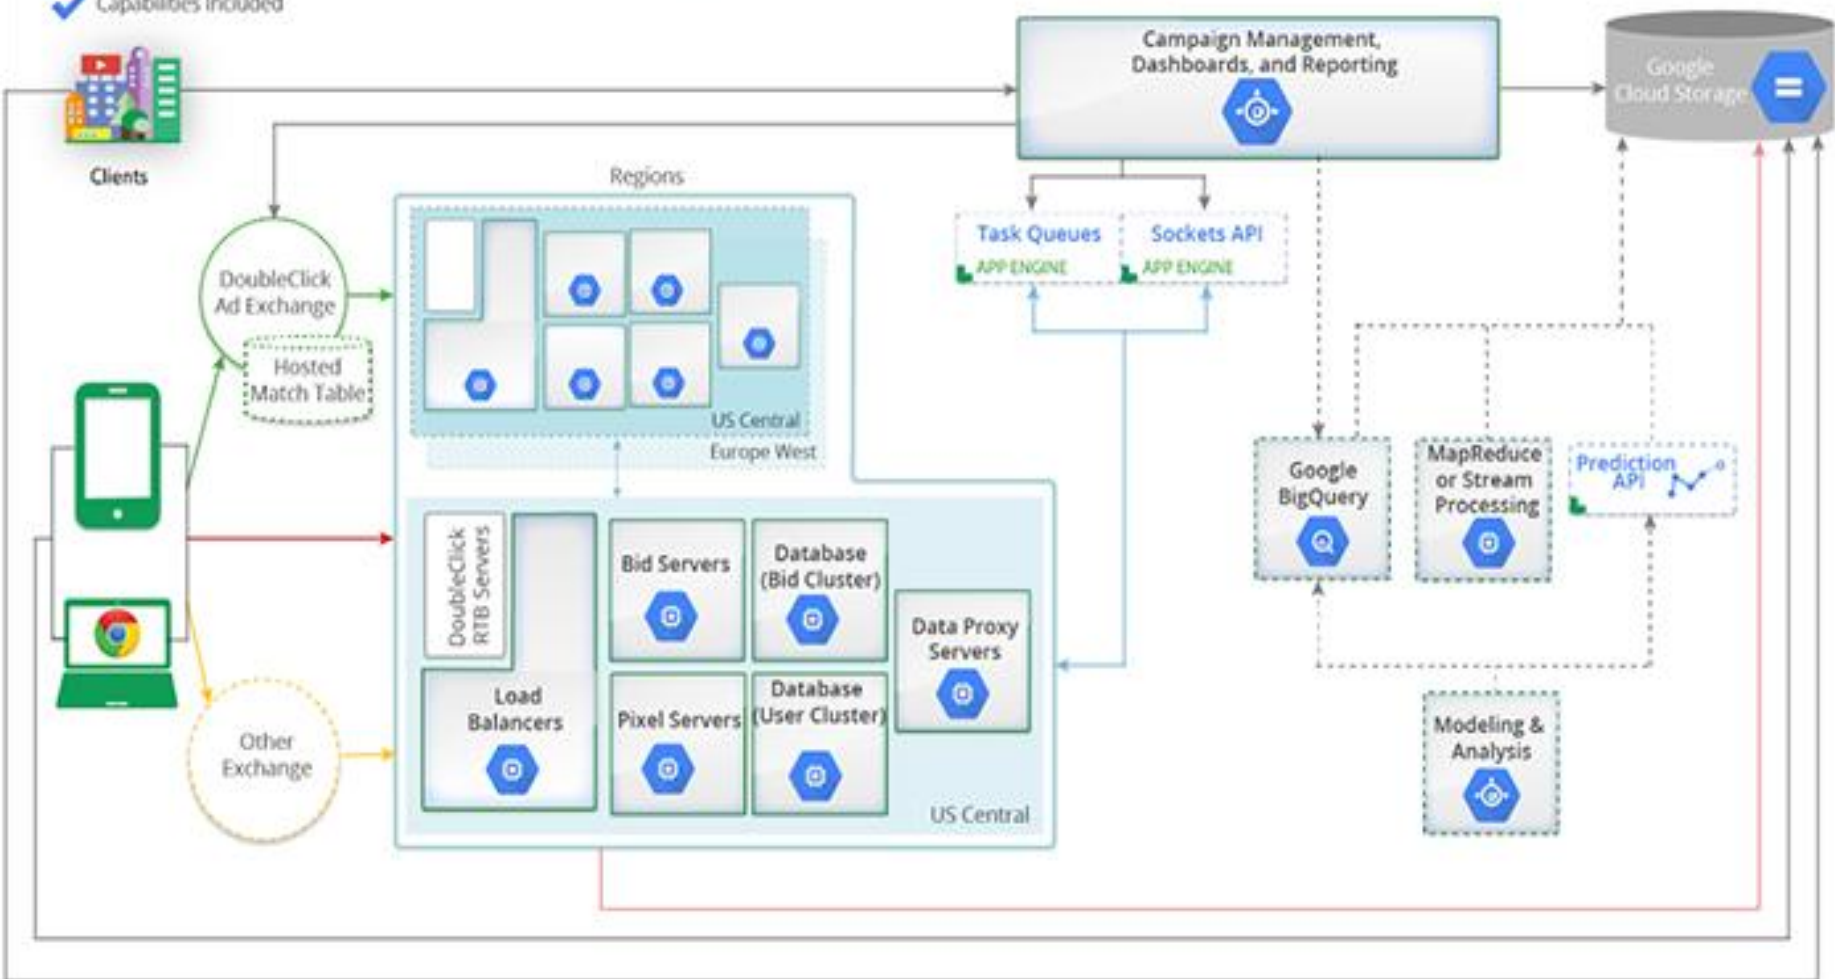 Capabilities Included
Clients
Campaign Management,
Dashboards, and Reporting
Google
Cloud Storage
Regions
Task Queues
APP ENGINE
Sockets API
APP ENGINE
DoubleClick
Ad Exchange
Hosted
Match Table
US Central
Europe West
Google
BigQuery
MapReduce
or Stream
Processing
Prediction
API
DoubleClick
RTB Servers
Bid Servers
Database
(Bid Cluster)
Data Proxy
Servers
Load
Balancers
Pixel Servers
Database
(User Cluster)
Other
Exchange
Modeling &
Analysis
US Central